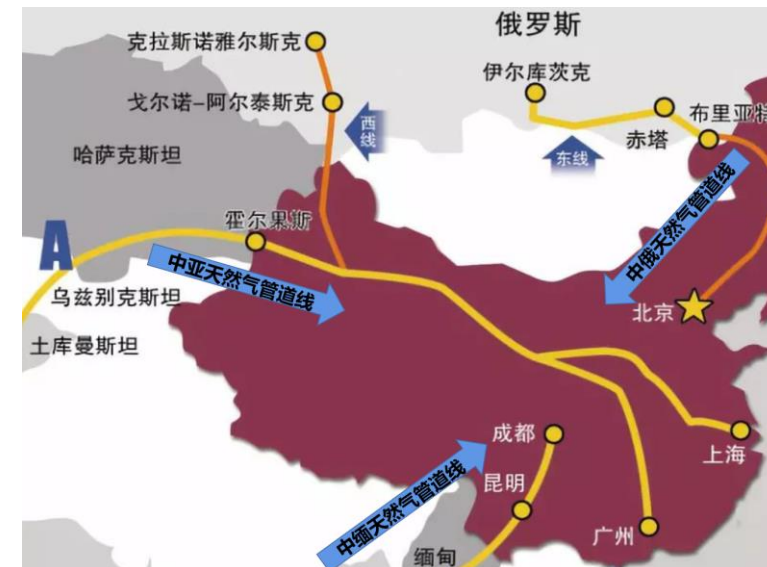 俄罗斯
克拉斯诺雅尔斯克
伊尔库茨克
戈尔诺-阿尔泰斯克
布里亚特
西线
赤塔
哈萨克斯坦
东线
霍尔果斯
A
中亚天然气管道线
中俄天然气管道线
乌兹别克斯坦
北京
土库曼斯坦
成都
上海
昆明
中缅天然气管道线
广州
缅甸